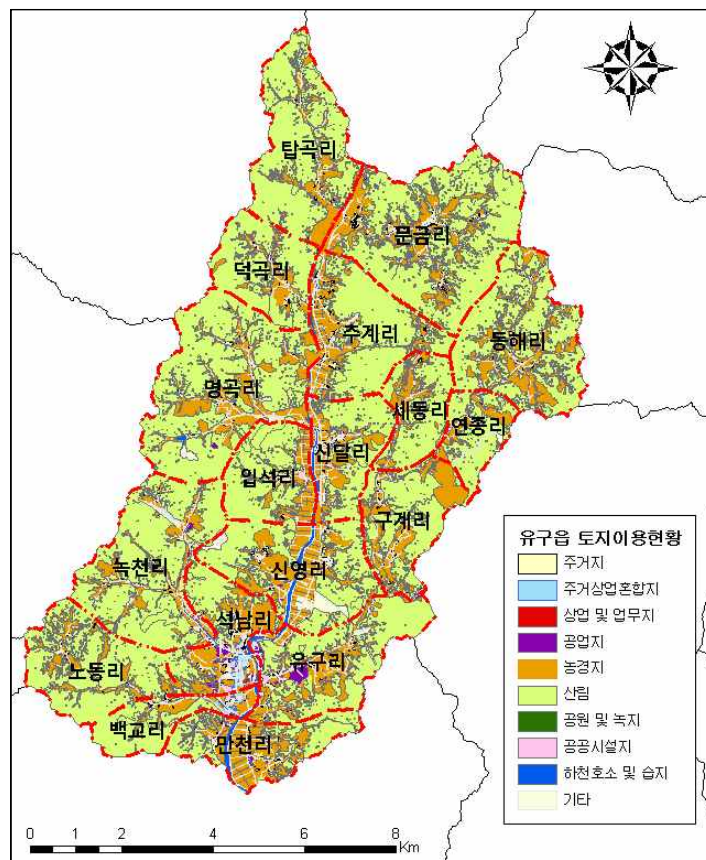 탑곡리
문금리
덕곡리
추계리
동해리
명곡리
세동리
연종리
신달리
입석리
구계리
녹천리
신영리
석남리
유구리
노동리
백교리
만천리
유구읍 토지이용현황
주거지
주거상업혼합지
상업 및 업무지
공업지
농경지
산림
공원 및 녹지
공공시설지
하천호소 및 습지
기타
0 1 2 4 6 8
Km